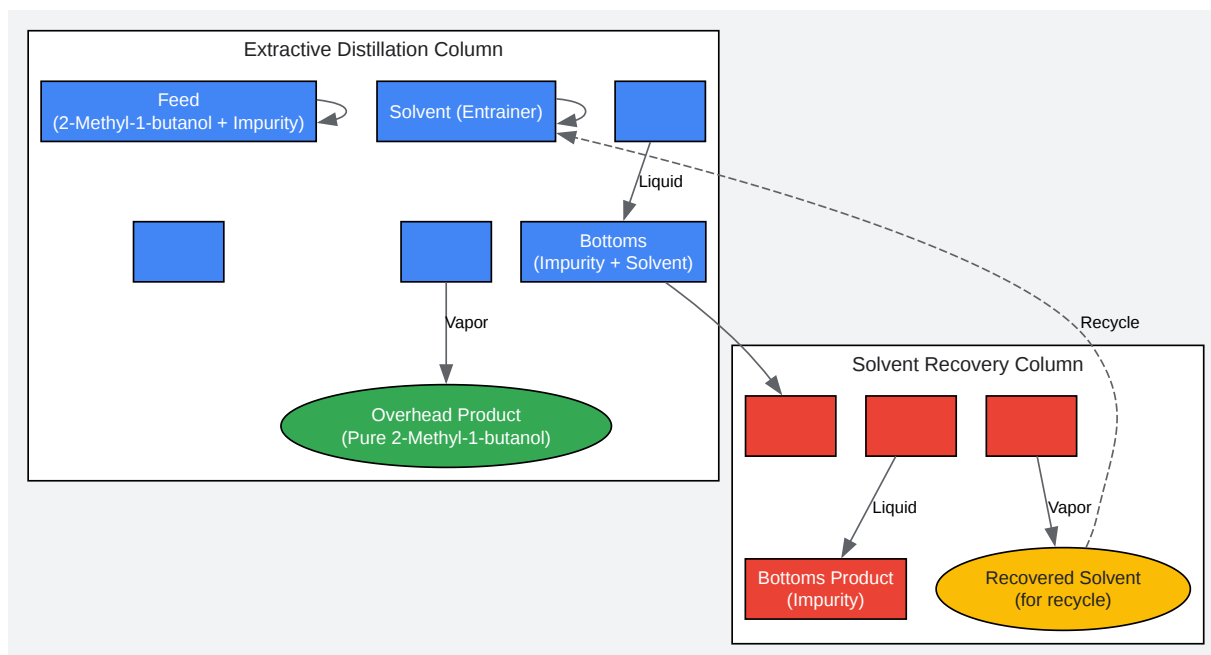 Extractive Distillation Column
Feed
(2-Methyl-1-butanol + Impurity)
Solvent (Entrainer)
Liquid
Bottoms
(Impurity + Solvent)
Vapor
Recycle
Overhead Product
(Pure 2-Methyl-1-butanol)
Solvent Recovery Column
Liquid
Vapor
Bottoms Product
(Impurity)
Recovered Solvent
(for recycle)